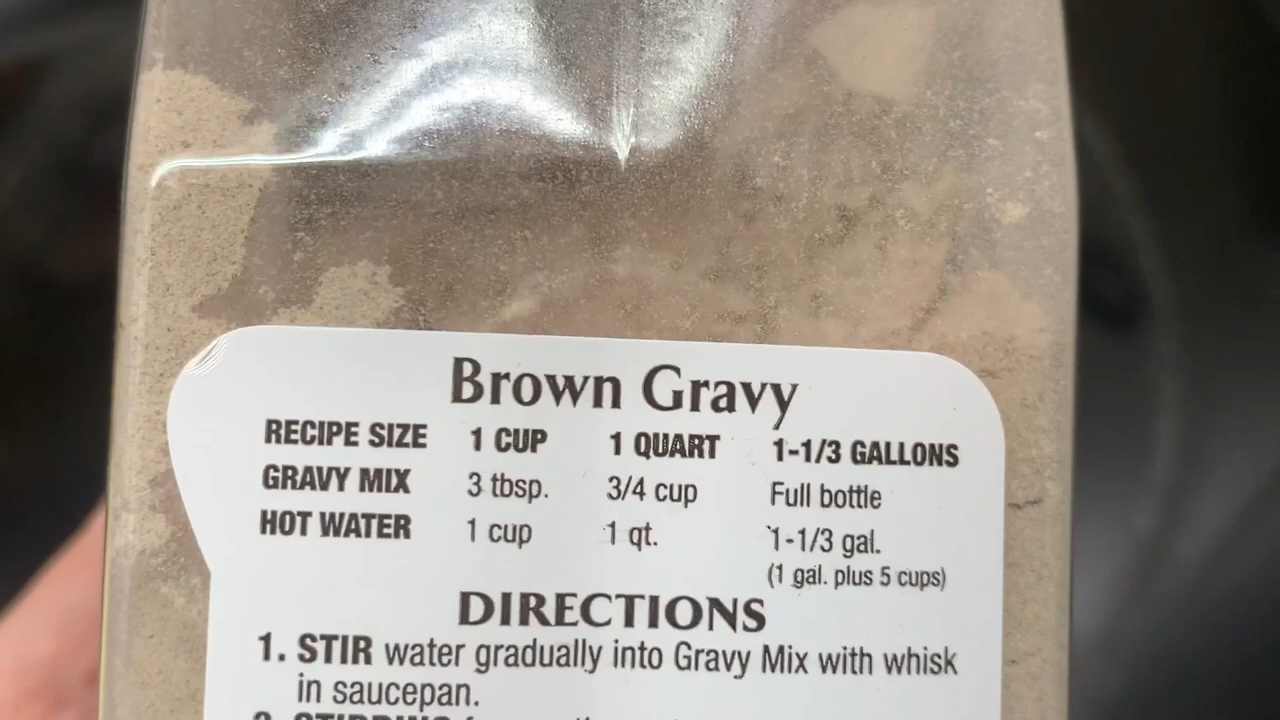 Brown Gravy
RECIPE SIZE 1 CUP 1 QUART 1-1/3 GALLONS
GRAVY MIX 3 tbsp. 3/4 cup Full bottle
HOT WATER 1 cup 1 qt. 1-1/3 gal.
(1 gal. plus 5 cups)
DIRECTIONS
1. STIR water gradually into Gravy Mix with whisk
in saucepan.